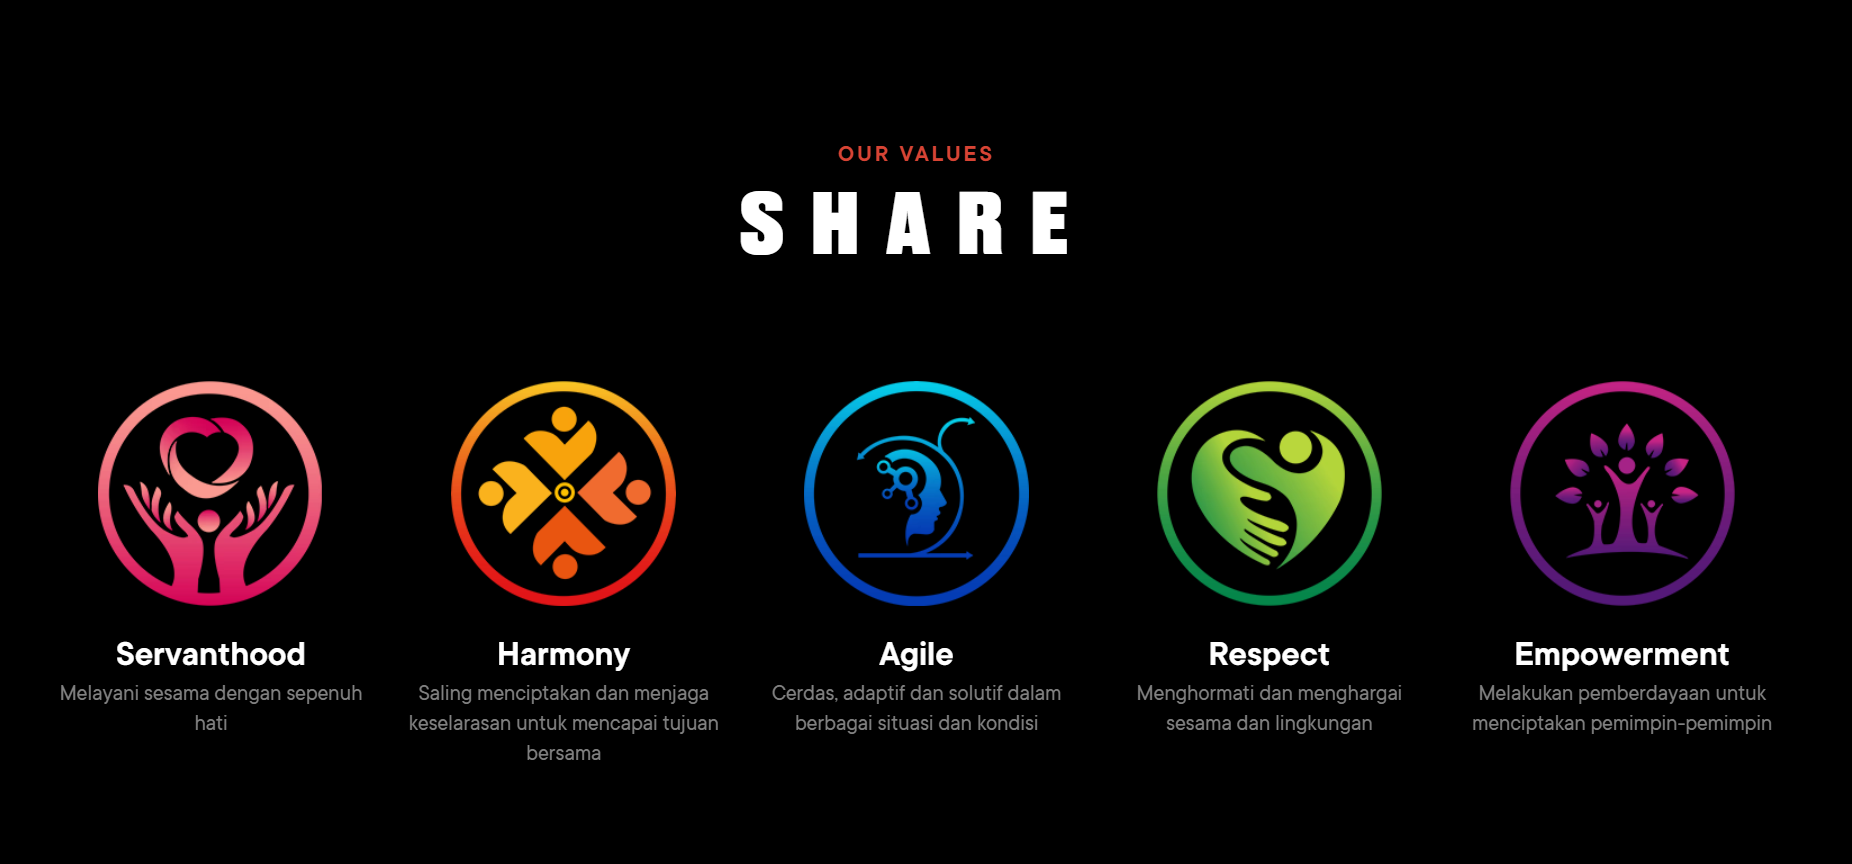 OUR VALUES
SHARE
Servanthood
Melayani sesama dengan sepenuh
hati
Harmony
Saling menciptakan dan menjaga
keselarasan untuk mencapai tujuan
bersama
Agile
Cerdas, adaptif dan solutif dalam
berbagai situasi dan kondisi
Respect
Menghormati dan menghargai
sesama dan lingkungan
Empowerment
Melakukan pemberdayaan untuk
menciptakan pemimpin-pemimpin